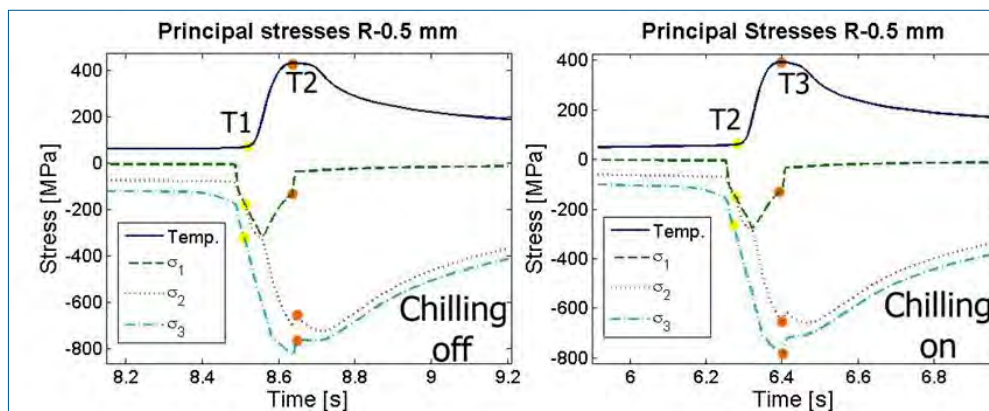 Principal stresses R-0.5 mm
400
200
0
-200
-400
-600
-800
Stress [MPa]
T1
T2
Temp.
σ1
σ2
σ3
Chilling
off
8.2 8.4 8.6 8.8 9 9.2
Time [s]
Principal Stresses R-0.5 mm
400
200
0
-200
-400
-600
-800
Stress [MPa]
T2
T3
Temp.
σ1
σ2
σ3
Chilling
on
6 6.2 6.4 6.6 6.8
Time [s]